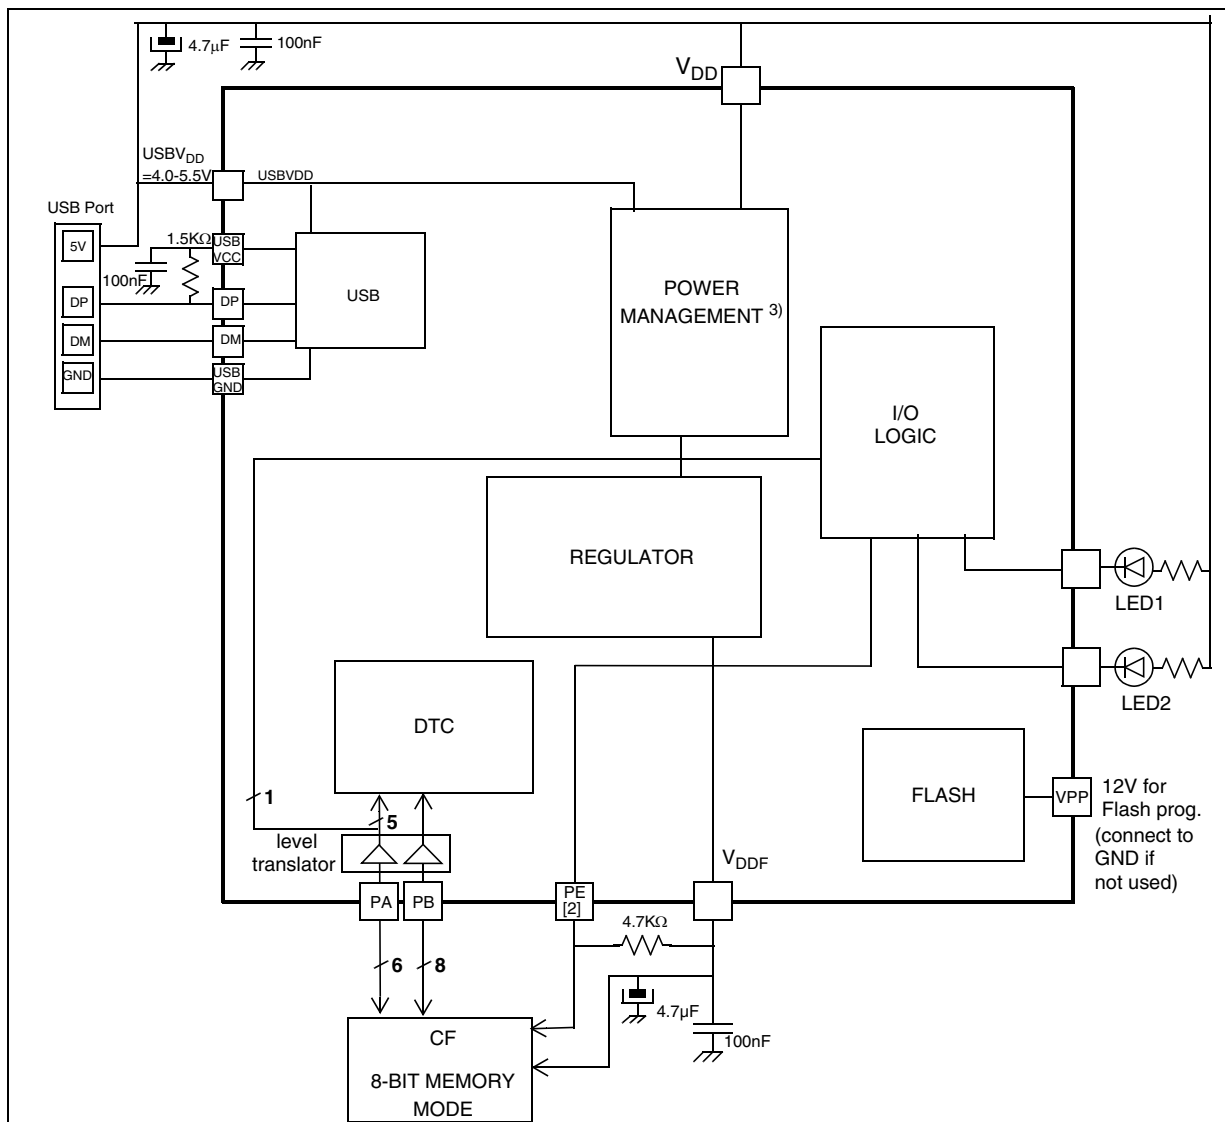 4.7μF
100nF
VDD
USBVDD
=4.0-5.5V
USBVDD
USB Port
5V
1.5KΩ
USB
VCC
100nF
DP
DP
DM
DM
GND
USB
GND
USB
POWER
MANAGEMENT 3)
I/O
LOGIC
REGULATOR
LED1
LED2
DTC
FLASH
VPP
12V for
Flash prog.
(connect to
GND if
not used)
1
5
level
translator
VDDF
PA
PB
PE
[2]
4.7KΩ
6
8
4.7μF
100nF
CF
8-BIT MEMORY
MODE